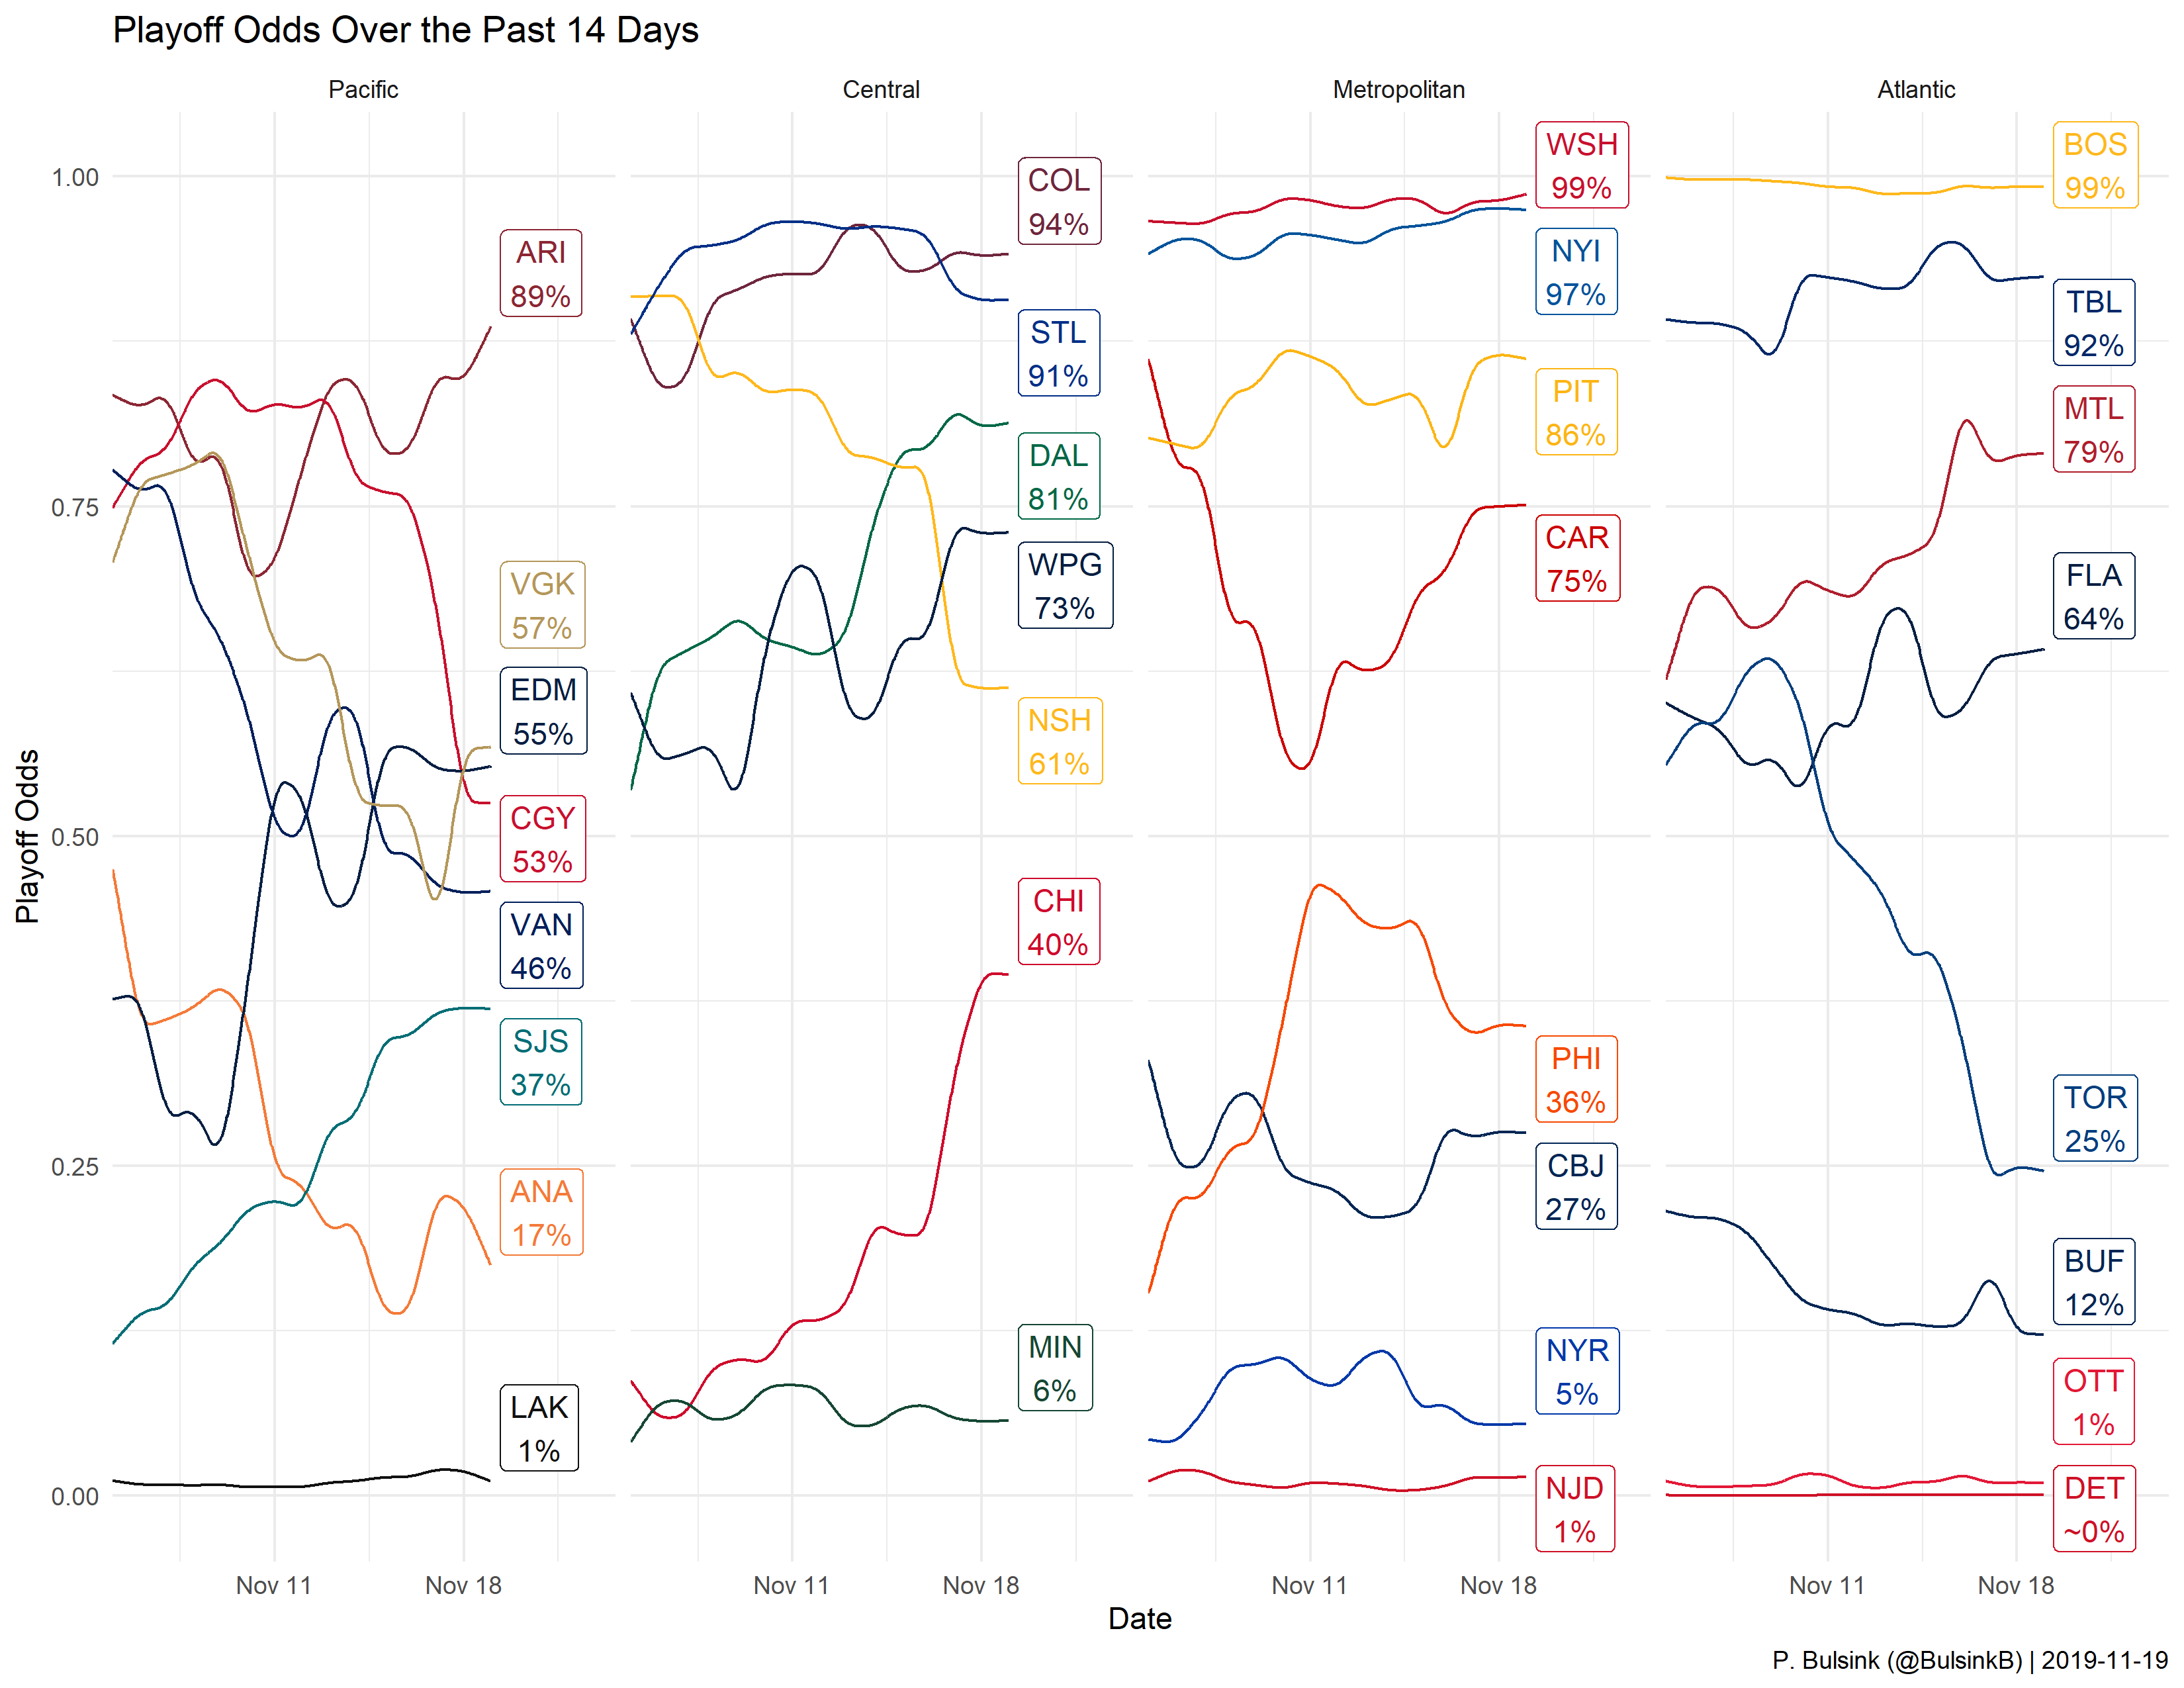 Playoff Odds Over the Past 14 Days
Pacific
Central
Metropolitan
Atlantic
Playoff Odds
1.00
0.75
0.50
0.25
0.00
ARI
89%
VGK
57%
EDM
55%
CGY
53%
VAN
46%
SJS
37%
ANA
17%
LAK
1%
COL
94%
STL
91%
DAL
81%
WPG
73%
NSH
61%
CHI
40%
MIN
6%
WSH
99%
NYI
97%
PIT
86%
CAR
75%
PHI
36%
CBJ
27%
NYR
5%
NJD
1%
BOS
99%
TBL
92%
MTL
79%
FLA
64%
TOR
25%
BUF
12%
OTT
1%
DET
~0%
Nov 11
Nov 18
Nov 11
Nov 18
Nov 11
Nov 18
Nov 11
Nov 18
Date
P. Bulsink (@BulsinkB) | 2019-11-19